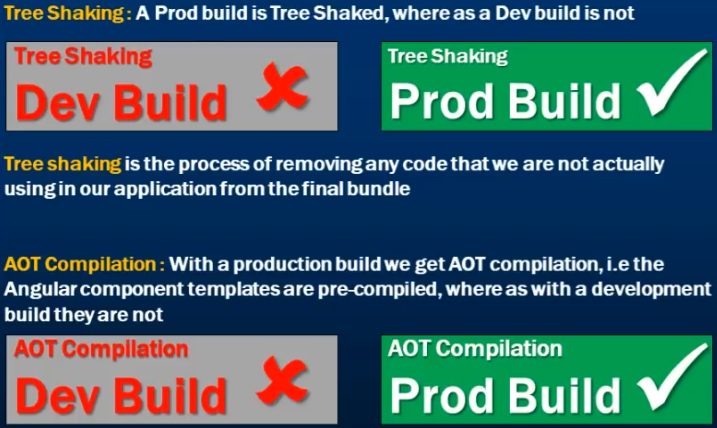 Tree Shaking : A Prod build is Tree Shaked, where as a Dev build is not
Tree Shaking
Dev Build
Tree Shaking
Prod Build
Tree shaking is the process of removing any code that we are not actually
using in our application from the final bundle
AOT Compilation : With a production build we get AOT compilation, i.e the
Angular component templates are pre-compiled, where as with a development
build they are not
AOT Compilation
Dev Build
AOT Compilation
Prod Build